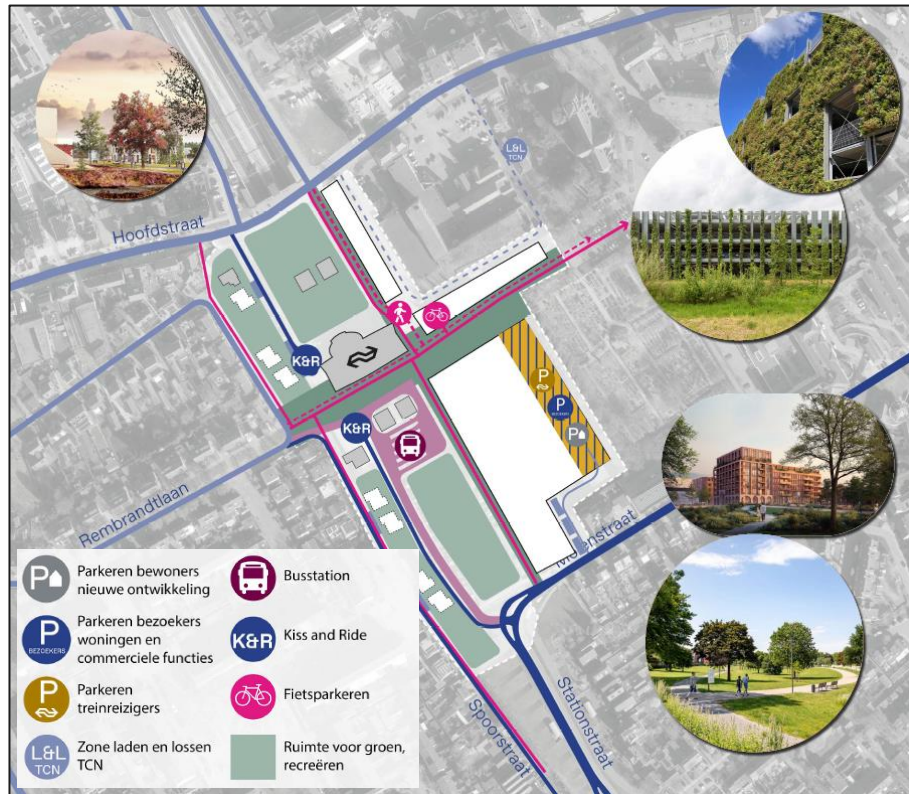 L&L
TCN
Hoofdstraat
K&R
P
K&R
P
BEZOEKERS
P
Rembrandtlaan
Molenstraat
Spoorstraat
Stationstraat
P
Parkeren bewoners
nieuwe ontwikkeling
Busstation
P
BEZOEKERS
Parkeren bezoekers
woningen en
commerciele functies
K&R
Kiss and Ride
P
Parkeren
treinreizigers
Fietsparkeren
L&L
TCN
Zone laden en lossen
TCN
Ruimte voor groen,
recreëren